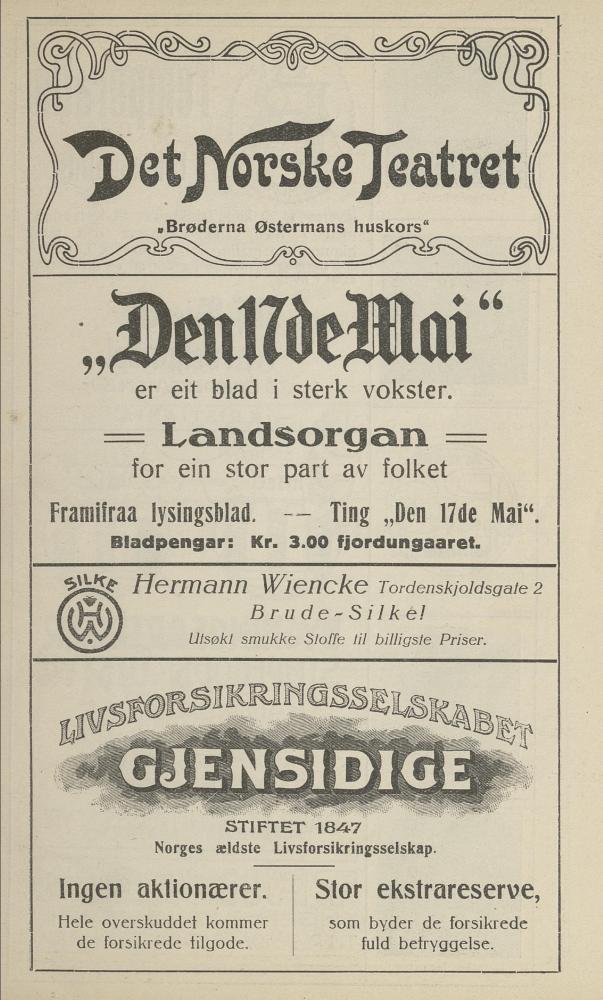 Det Norske Teatret
„Brøderna Østermans huskors“
„Den 17de Mai“
er eit blad i sterk vokster.
Landsorgan
for ein stor part av folket
Framifraa lysingsblad. -- Ting „Den 17de Mai“.
Bladpengar: Kr. 3.00 fjordungaaret.
SILKE
HW
Hermann Wiencke Tordenskjoldsgate 2
Brude-Silke!
Utsøkt smukke Stoffe til billigste Priser.
LIVSFORSIKRINGSSELSKABET
GJENSIDIGE
STIFTET 1847
Norges ældste Livsforsikringsselskap.
Ingen aktionærer.
Hele overskuddet kommer
de forsikrede tilgode.
Stor ekstrareserve,
som byder de forsikrede
fuld betryggelse.